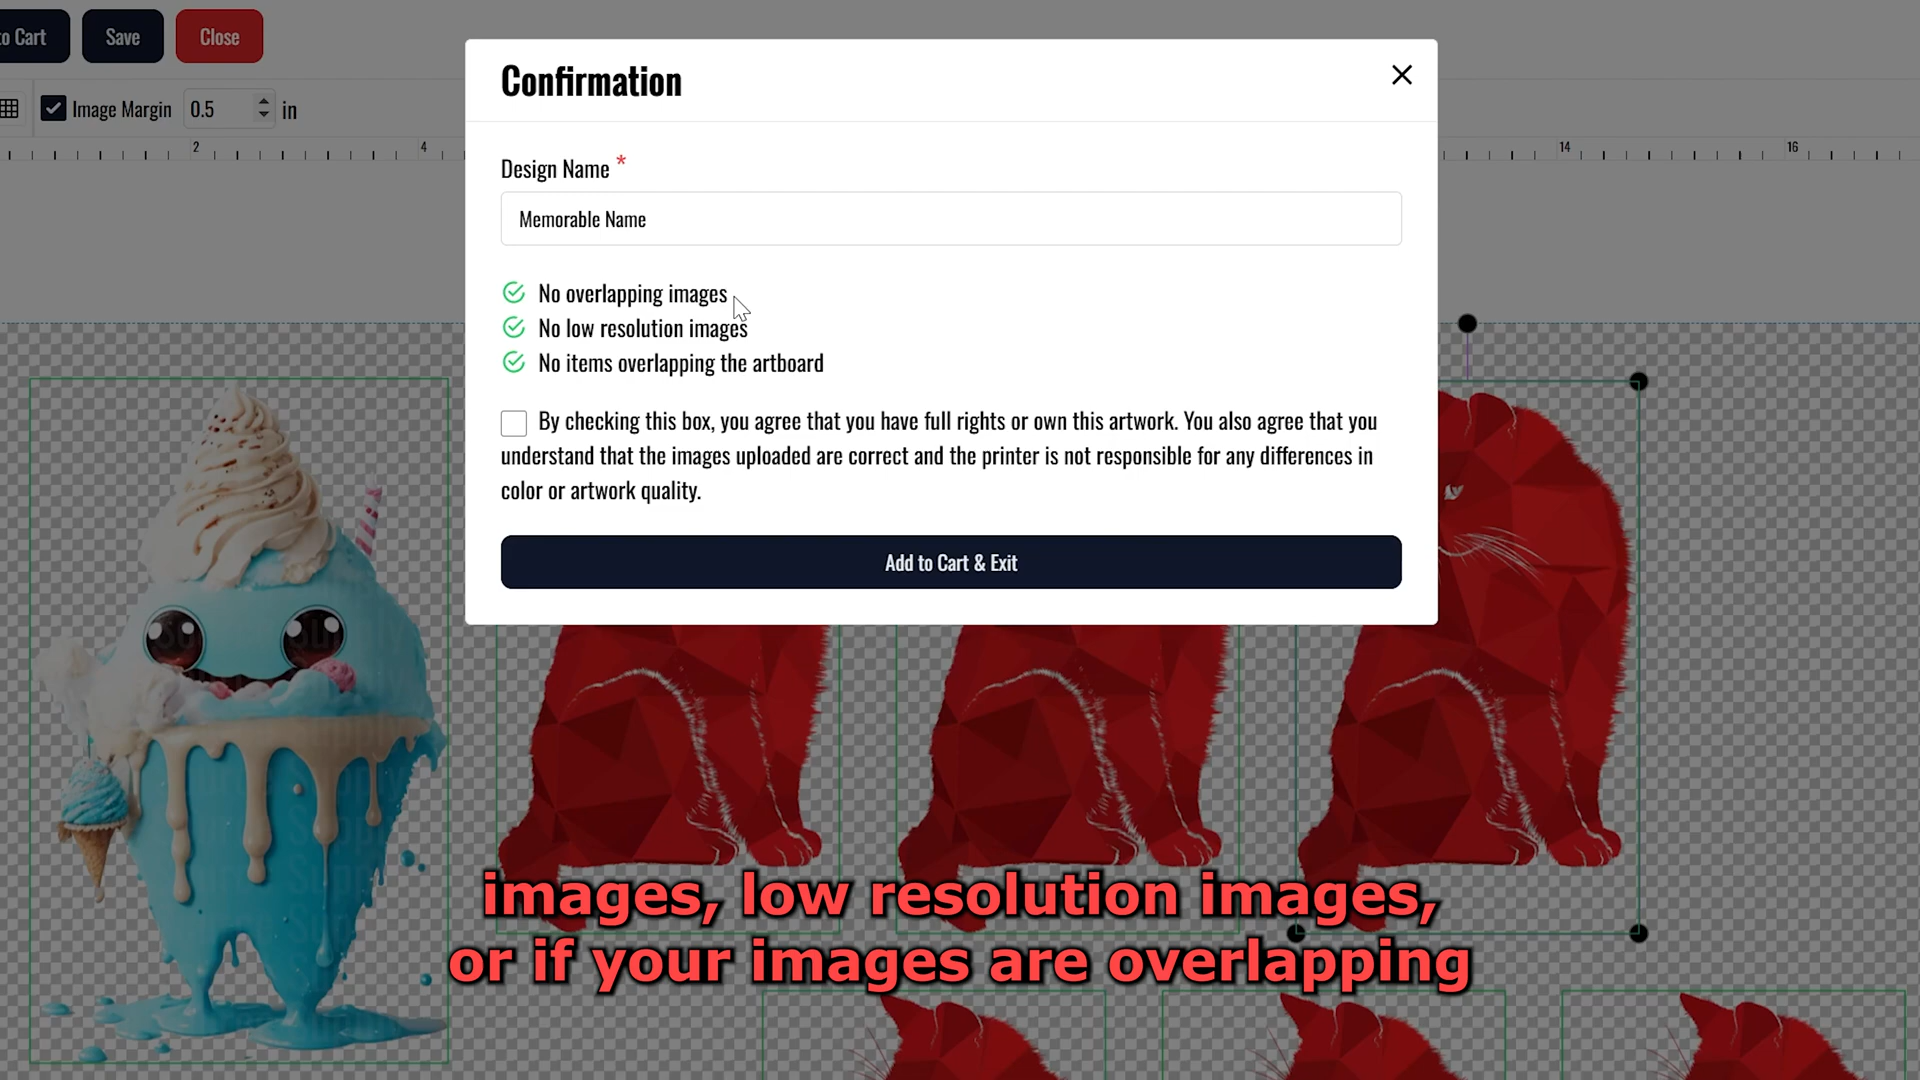 to Cart
Save
Close
Image Margin
0.5
in
2
4
14
16
Confirmation
Design Name *
Memorable Name
No overlapping images
No low resolution images
No items overlapping the artboard
By checking this box, you agree that you have full rights or own this artwork. You also agree that you
understand that the images uploaded are correct and the printer is not responsible for any differences in
color or artwork quality.
Add to Cart & Exit
images, low resolution images,
or if your images are overlapping